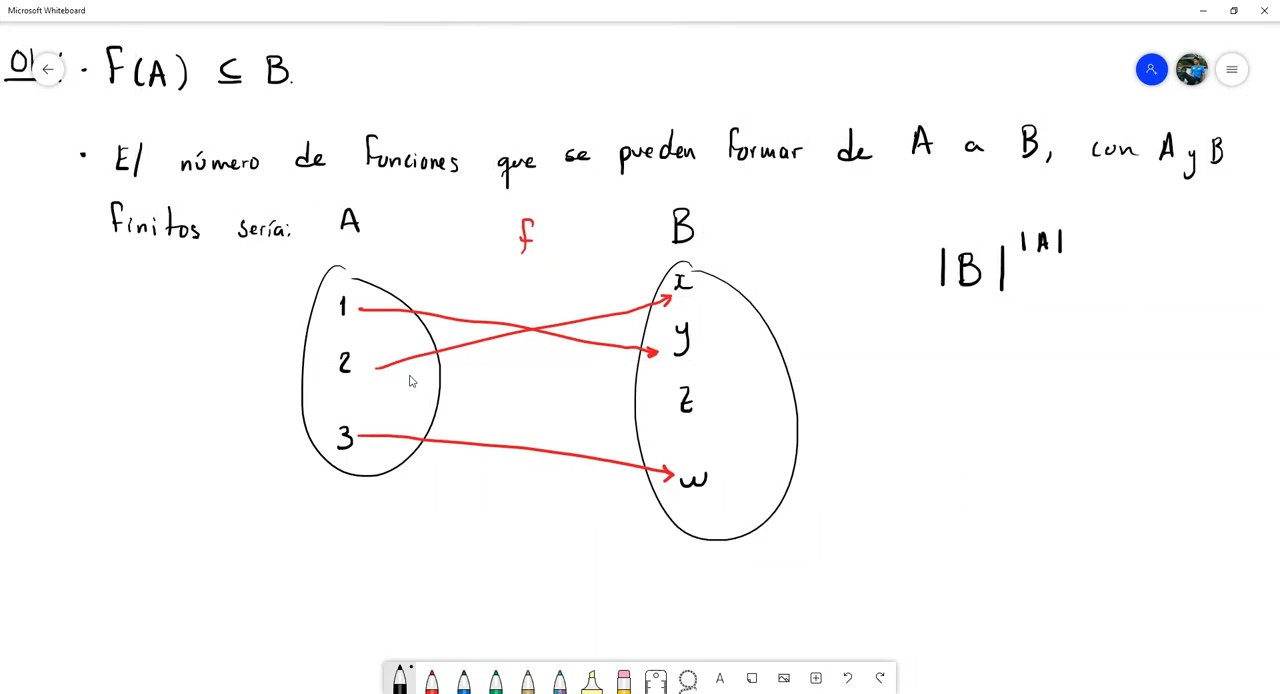 Microsoft Whiteboard
· F(A) ⊆ B.
· El número de funciones que se pueden formar de A a B, con A y B
finitos sería:
A f B
|B|^|A|
1 x
2 y
3 z
w
A